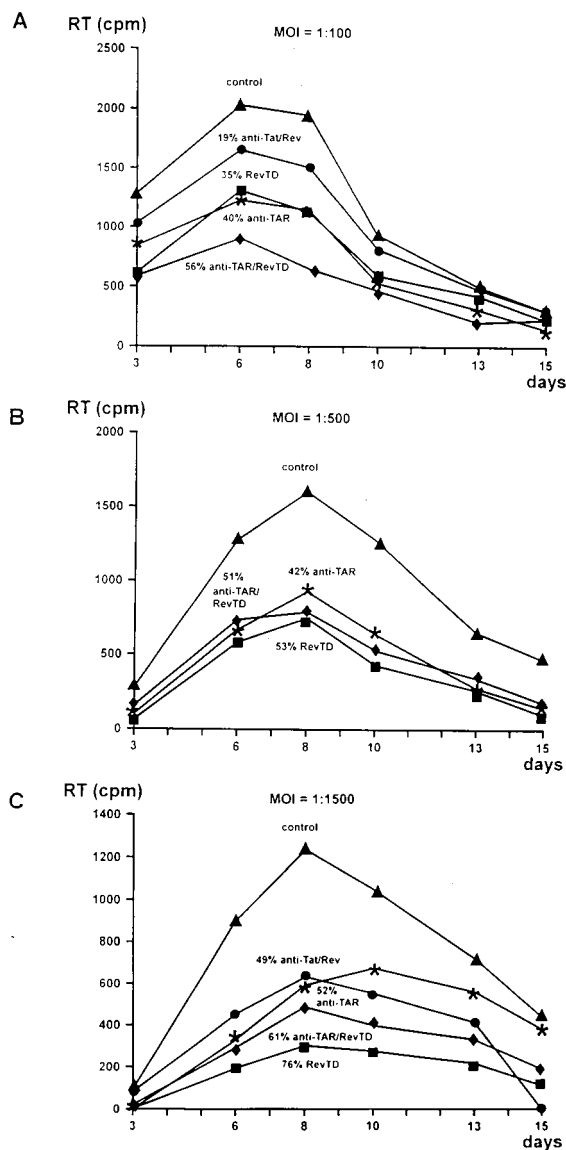 A
RT (cpm)
MOI = 1:100
2500
2000
1500
1000
500
0
control
19% anti-Tat/Rev
35% RevTD
40% anti-TAR
56% anti-TAR/RevTD
3 6 8 10 13 15
days
B
RT (cpm)
MOI = 1:500
2000
1500
1000
500
0
control
51%
anti-TAR/
RevTD
42% anti-TAR
53% RevTD
3 6 8 10 13 15
days
C
RT (cpm)
MOI = 1:1500
1400
1200
1000
800
600
400
200
0
control
49% anti-Tat/Rev
52%
anti-TAR
61% anti-TAR/RevTD
76% RevTD
3 6 8 10 13 15
days